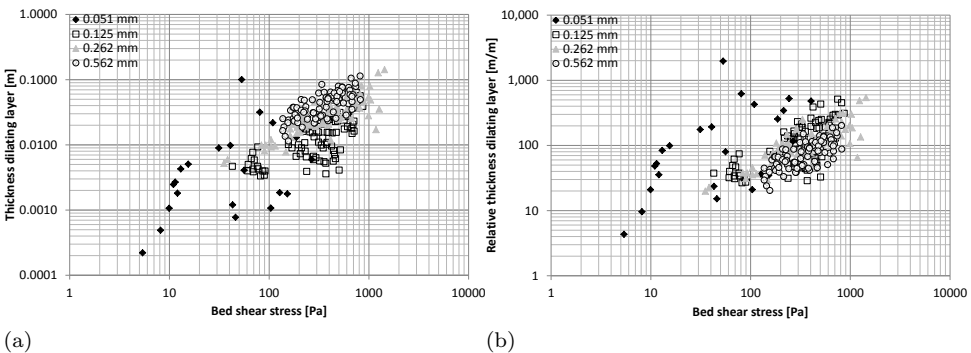 1.0000
0.1000
0.0100
0.0010
0.0001
Thickness dilating layer [m]
0.051 mm
0.125 mm
0.262 mm
0.562 mm
1 10 100 1000 10000
Bed shear stress [Pa]
(a)
10,000
1,000
100
10
1
Relative thickness dilating layer [m/m]
0.051 mm
0.125 mm
0.262 mm
0.562 mm
1 10 100 1000 10000
Bed shear stress [Pa]
(b)